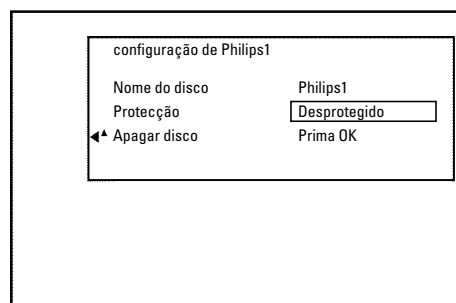 configuração de Philips1
Nome do disco Philips1
Protecção Desprotegido
Apagar disco Prima OK